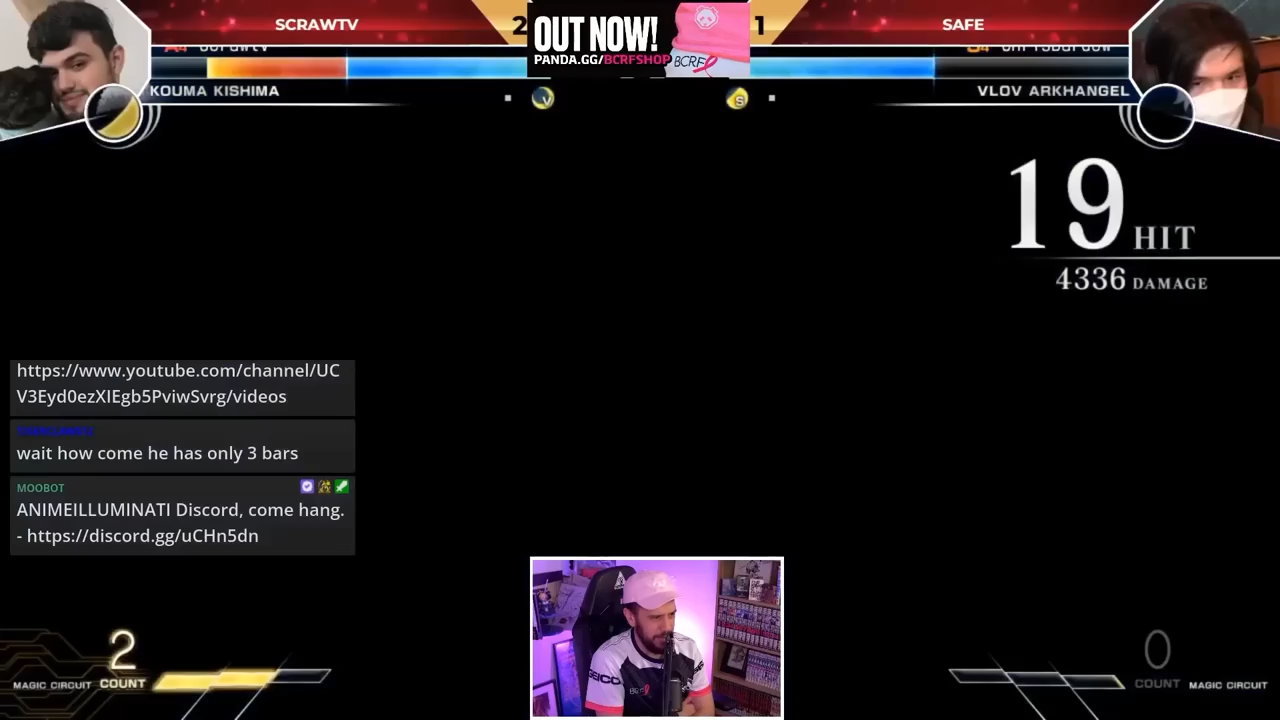 SCRAWTV
2
OUT NOW!
PANDA.GG/BCRFSHOP
BCRF
1
SAFE
KOUMA KISHIMA
V
S
VLOV ARKHANGEL
19 HIT
4336 DAMAGE
https://www.youtube.com/channel/UC
V3Eyd0ezXIEgb5PviwSvrg/videos
wait how come he has only 3 bars
MOOBOT
ANIMEILLUMINATI Discord, come hang.
- https://discord.gg/uCHn5dn
2
MAGIC CIRCUIT COUNT
GEICO
0
COUNT MAGIC CIRCUIT